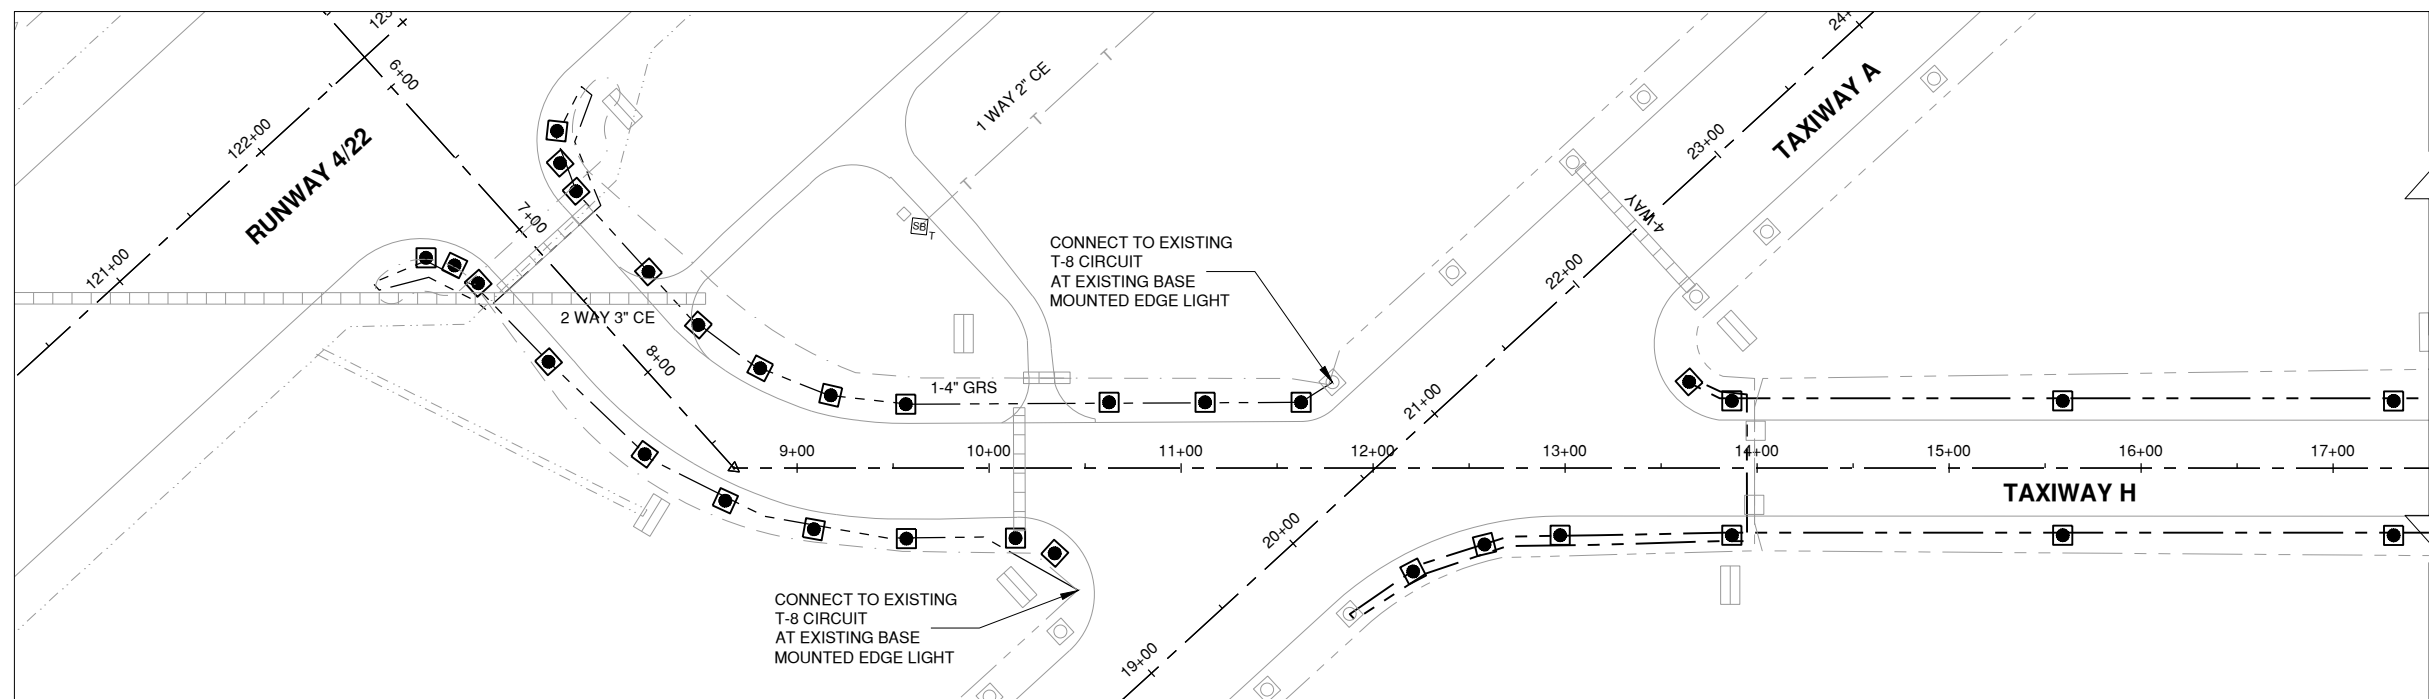 123
6+00
122+00
RUNWAY 4/22
121+00
7+00
2 WAY 3" CE
8+00
1 WAY 2" CE
T
T
T
SB
T
CONNECT TO EXISTING
T-8 CIRCUIT
AT EXISTING BASE
MOUNTED EDGE LIGHT
1-4" GRS
24+
TAXIWAY A
23+00
4-WAY
22+00
21+00
9+00
10+00
11+00
12+00
13+00
14+00
15+00
16+00
17+00
TAXIWAY H
20+00
19+00
CONNECT TO EXISTING
T-8 CIRCUIT
AT EXISTING BASE
MOUNTED EDGE LIGHT